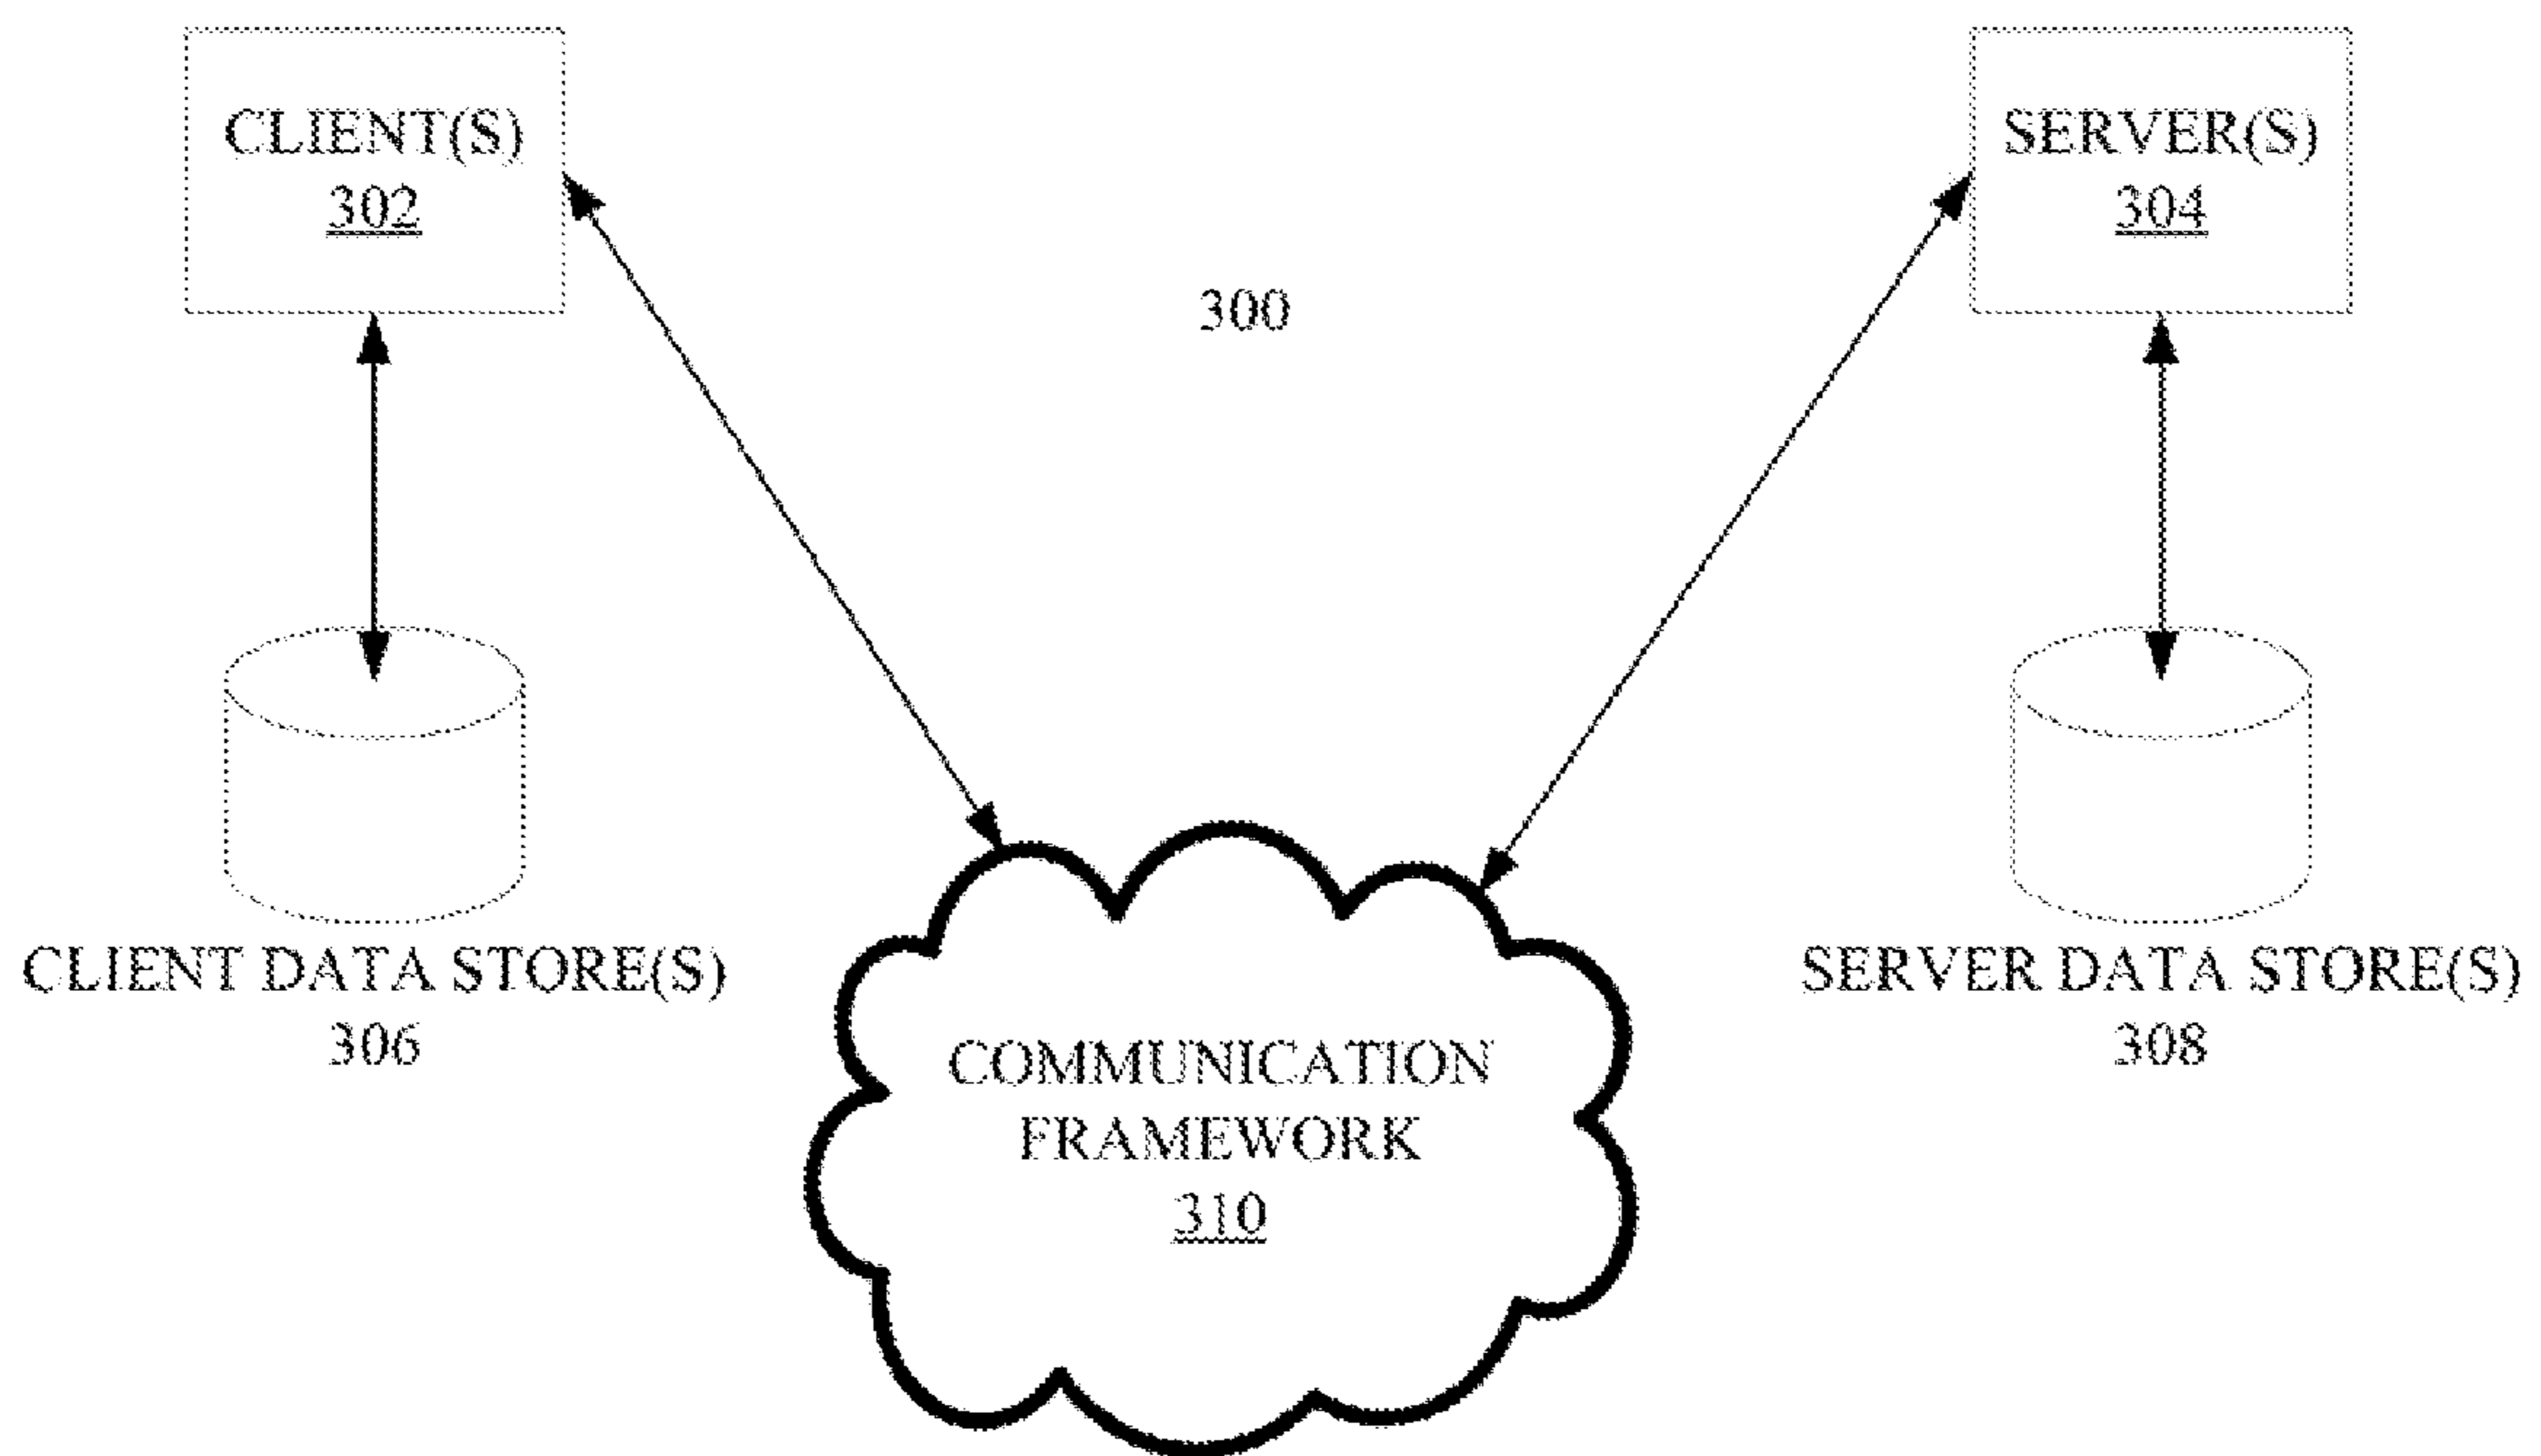 CLIENT(S)
302
SERVER(S)
304
300
CLIENT DATA STORE(S)
306
SERVER DATA STORE(S)
308
COMMUNICATION
FRAMEWORK
310